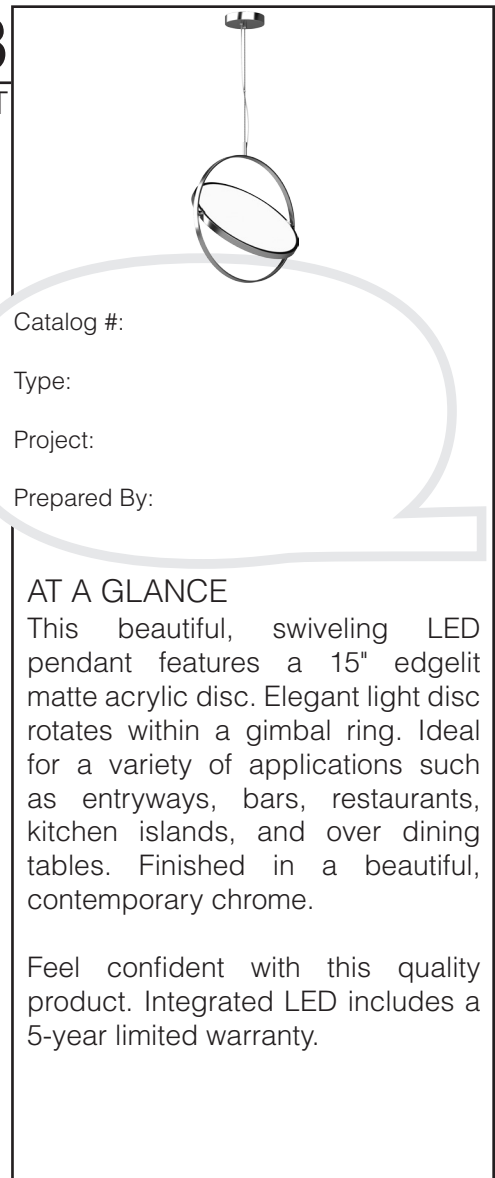 Catalog #:
Type:
Project:
Prepared By:
AT A GLANCE
This beautiful, swiveling LED
pendant features a 15" edgelit
matte acrylic disc. Elegant light disc
rotates within a gimbal ring. Ideal
for a variety of applications such
as entryways, bars, restaurants,
kitchen islands, and over dining
tables. Finished in a beautiful,
contemporary chrome.
Feel confident with this quality
product. Integrated LED includes a
5-year limited warranty.